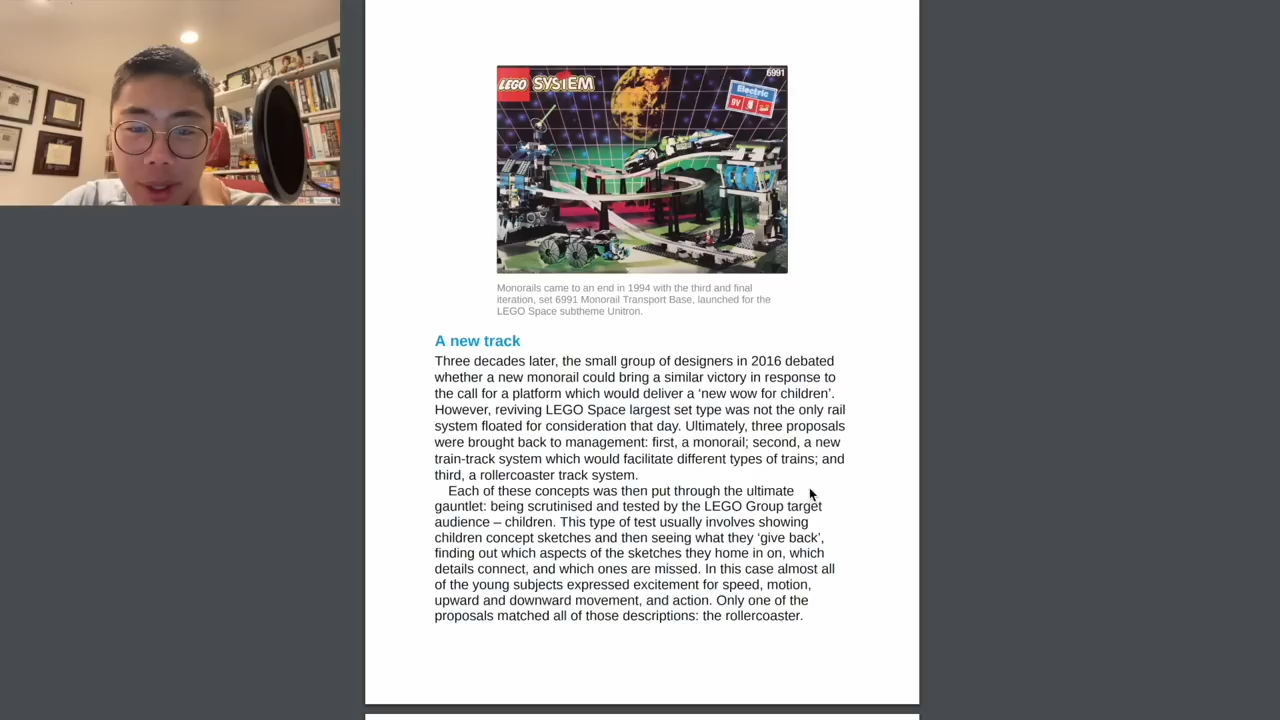 LEGO SYSTEM
6991
Electric
9V
Monorails came to an end in 1994 with the third and final
iteration, set 6991 Monorail Transport Base, launched for the
LEGO Space subtheme Unitron.
A new track
Three decades later, the small group of designers in 2016 debated
whether a new monorail could bring a similar victory in response to
the call for a platform which would deliver a ‘new wow for children’.
However, reviving LEGO Space largest set type was not the only rail
system floated for consideration that day. Ultimately, three proposals
were brought back to management: first, a monorail; second, a new
train-track system which would facilitate different types of trains; and
third, a rollercoaster track system.
Each of these concepts was then put through the ultimate
gauntlet: being scrutinised and tested by the LEGO Group target
audience – children. This type of test usually involves showing
children concept sketches and then seeing what they ‘give back’,
finding out which aspects of the sketches they home in on, which
details connect, and which ones are missed. In this case almost all
of the young subjects expressed excitement for speed, motion,
upward and downward movement, and action. Only one of the
proposals matched all of those descriptions: the rollercoaster.